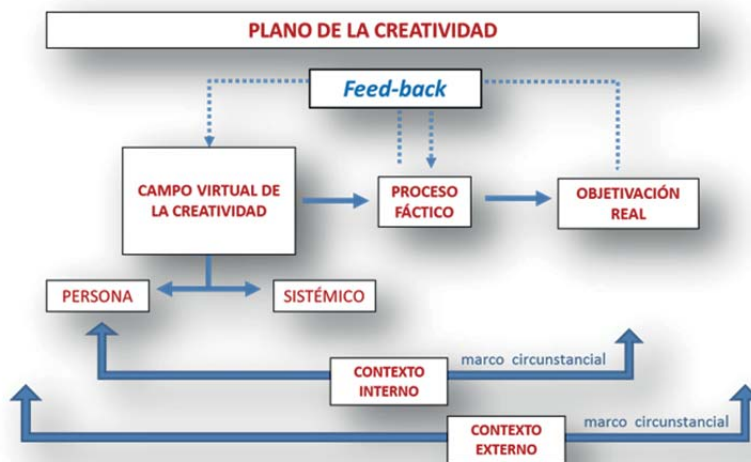 PLANO DE LA CREATIVIDAD
Feed-back
CAMPO VIRTUAL DE
LA CREATIVIDAD
PROCESO
FÁCTICO
OBJETIVACIÓN
REAL
PERSONA
SISTÉMICO
CONTEXTO
INTERNO
marco circunstancial
CONTEXTO
EXTERNO
marco circunstancial